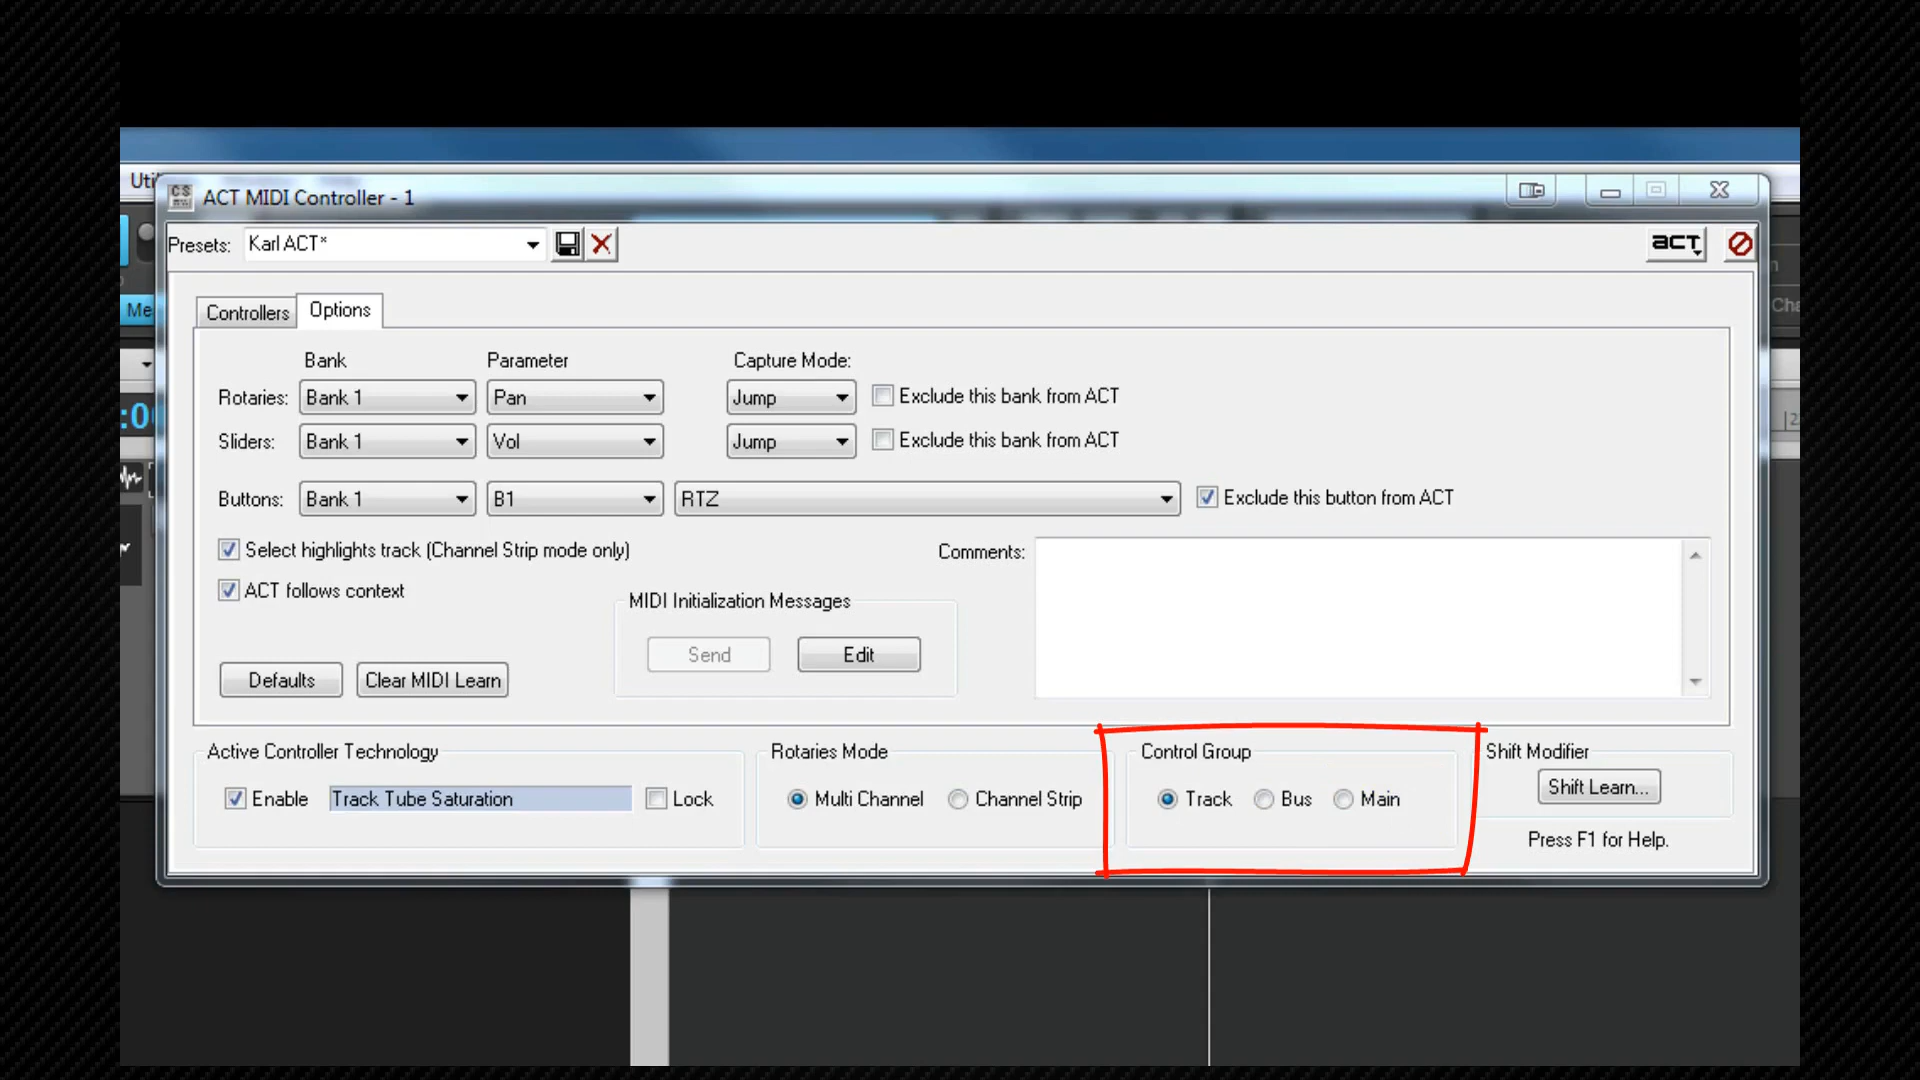 Uti
ACT MIDI Controller - 1
Presets: Karl ACT*
ACT
Me
Cha
Controllers Options
Bank Parameter Capture Mode:
Rotaries: Bank 1 Pan Jump Exclude this bank from ACT
Sliders: Bank 1 Vol Jump Exclude this bank from ACT
Buttons: Bank 1 B1 RTZ Exclude this button from ACT
Select highlights track (Channel Strip mode only)
Comments:
ACT follows context
MIDI Initialization Messages
Send Edit
Defaults Clear MIDI Learn
Active Controller Technology Rotaries Mode Control Group Shift Modifier
Enable Track Tube Saturation Lock Multi Channel Channel Strip Track Bus Main Shift Learn...
Press F1 for Help.